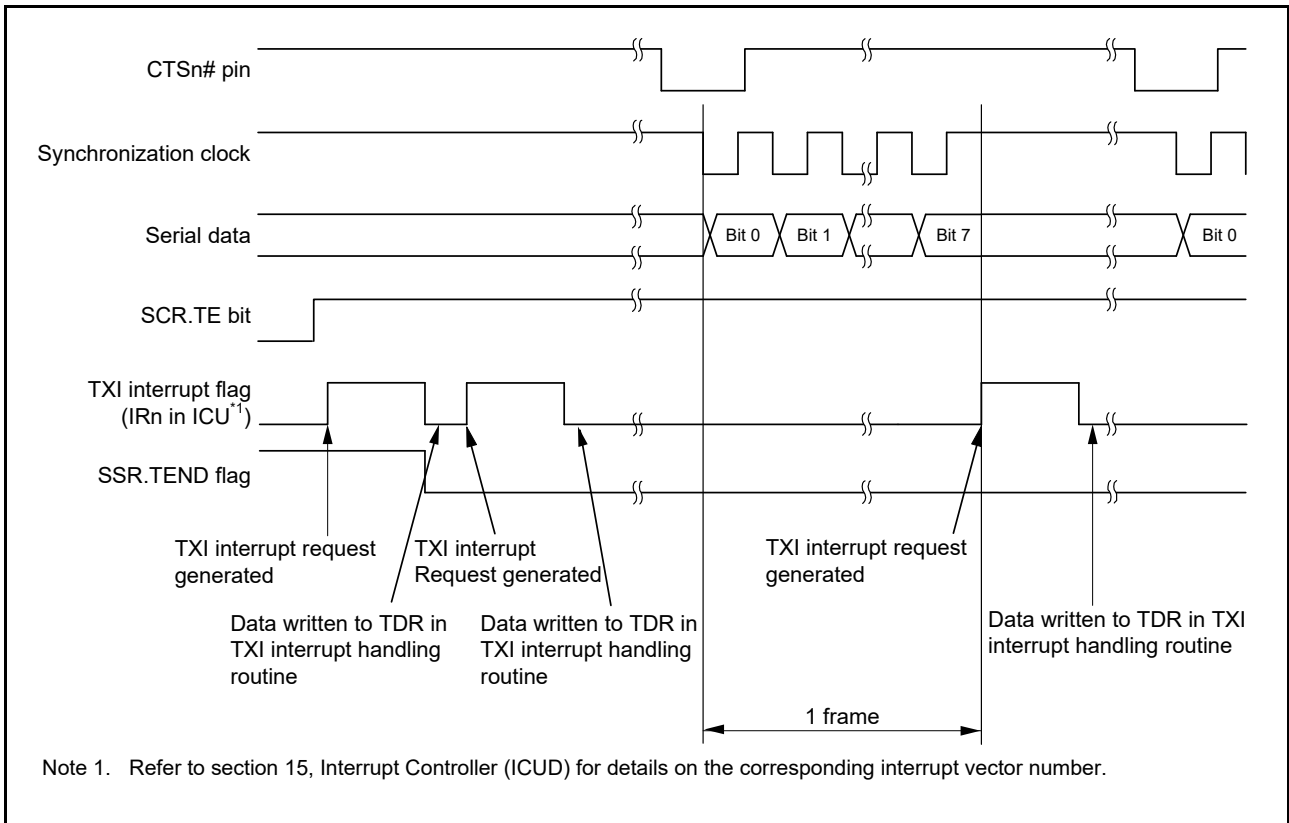 CTSn# pin
Synchronization clock
Serial data
Bit 0
Bit 1
Bit 7
Bit 0
SCR.TE bit
TXI interrupt flag
(IRn in ICU*1)
SSR.TEND flag
TXI interrupt request
generated
TXI interrupt
Request generated
TXI interrupt request
generated
Data written to TDR in
TXI interrupt handling
routine
Data written to TDR in
TXI interrupt handling
routine
Data written to TDR in TXI
interrupt handling routine
1 frame
Note 1. Refer to section 15, Interrupt Controller (ICUD) for details on the corresponding interrupt vector number.